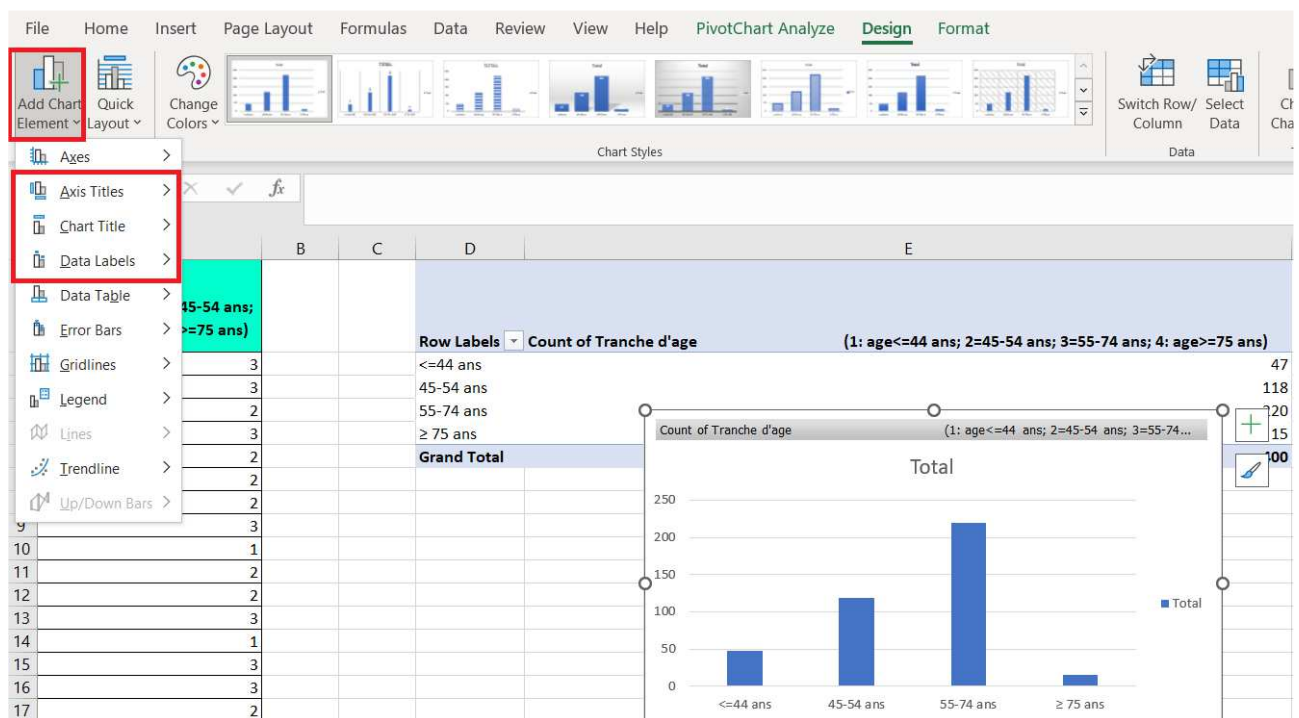 File Home Insert Page Layout Formulas Data Review View Help PivotChart Analyze Design Format
Add Chart Element
Quick Layout
Change Colors
Switch Row/ Column
Select Data
Chart Styles
Data
Axes
Axis Titles
Chart Title
Data Labels
Data Table
Error Bars
Gridlines
Legend
Lines
Trendline
Up/Down Bars
fx
B C D E
45-54 ans;
>=75 ans)
Row Labels Count of Tranche d'age (1: age<=44 ans; 2=45-54 ans; 3=55-74 ans; 4: age>=75 ans)
3 <=44 ans 47
3 45-54 ans 118
2 55-74 ans 220
3 ≥ 75 ans 15
2 Grand Total 400
2
2
9 3
10 1
11 2
12 2
13 3
14 1
15 3
16 3
17 2
Count of Tranche d'age (1: age<=44 ans; 2=45-54 ans; 3=55-74...
Total
250
200
150
100
50
0
<=44 ans 45-54 ans 55-74 ans ≥ 75 ans
Total